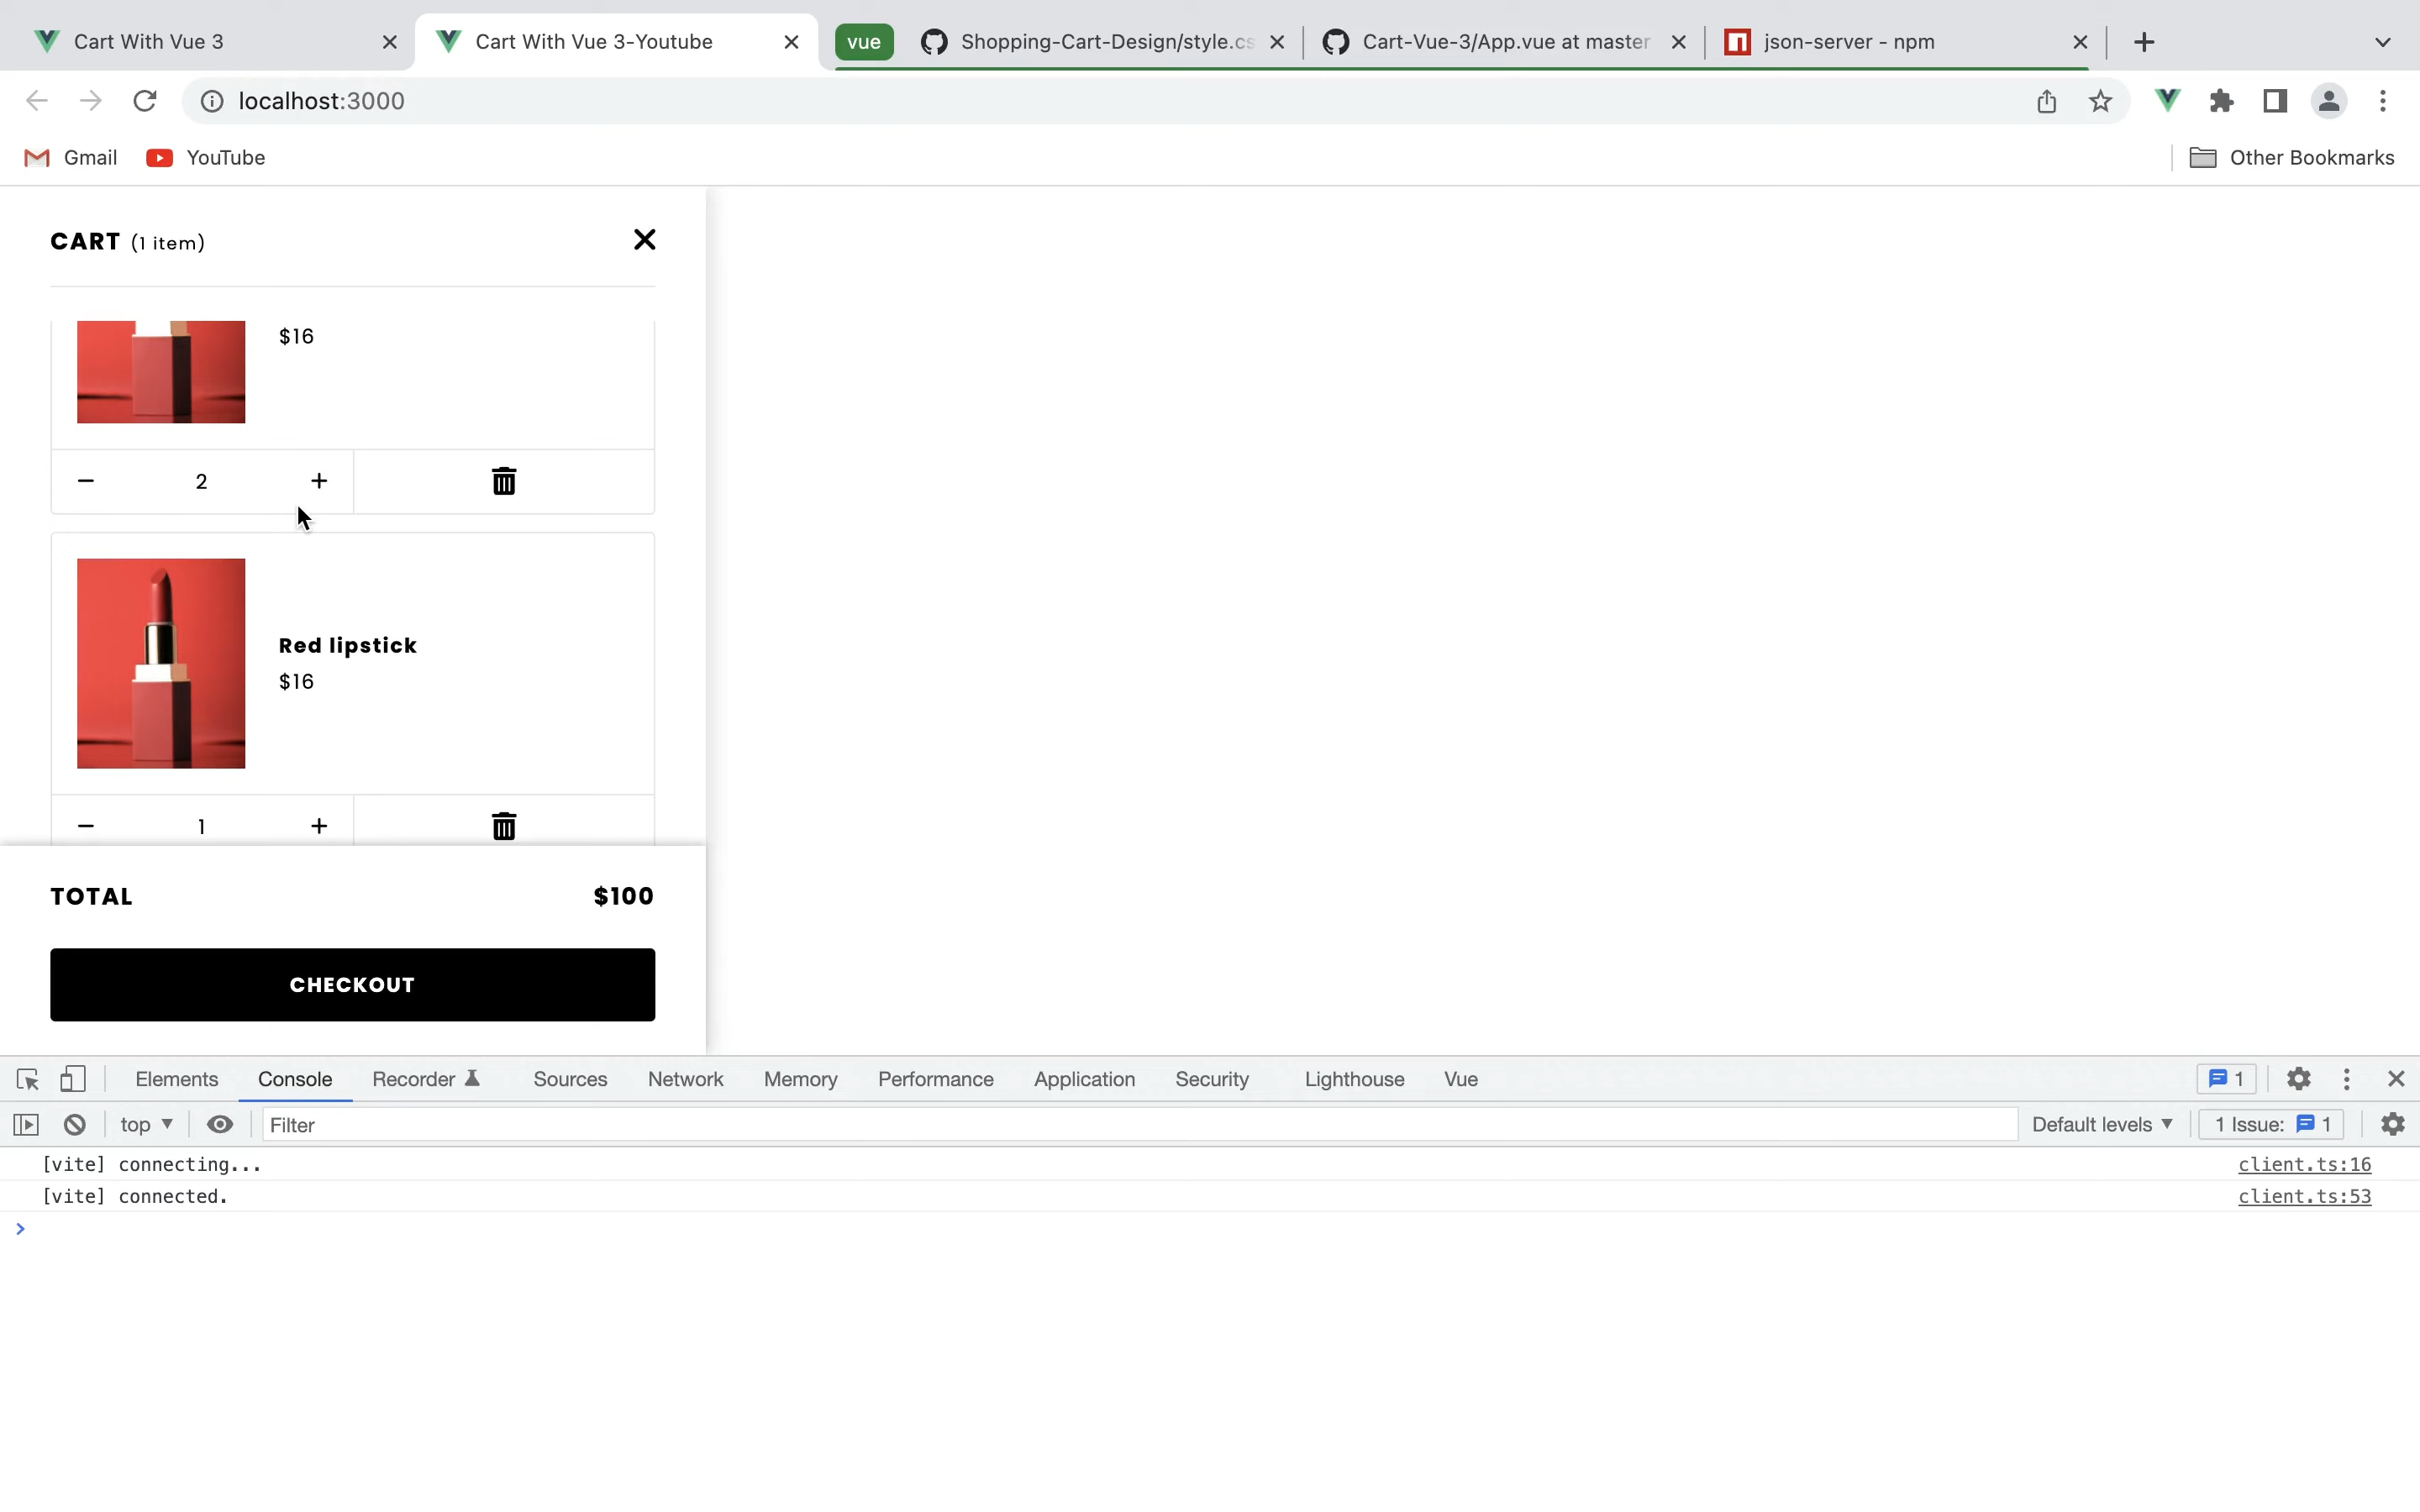 Cart With Vue 3
Cart With Vue 3-Youtube
vue
Shopping-Cart-Design/style.cs
Cart-Vue-3/App.vue at master
json-server - npm
localhost:3000
Gmail
YouTube
Other Bookmarks
CART (1 item)
$16
2
Red lipstick
$16
1
TOTAL $100
CHECKOUT
Elements Console Recorder Sources Network Memory Performance Application Security Lighthouse Vue 1
top Filter Default levels 1 Issue: 1
[vite] connecting... client.ts:16
[vite] connected. client.ts:53